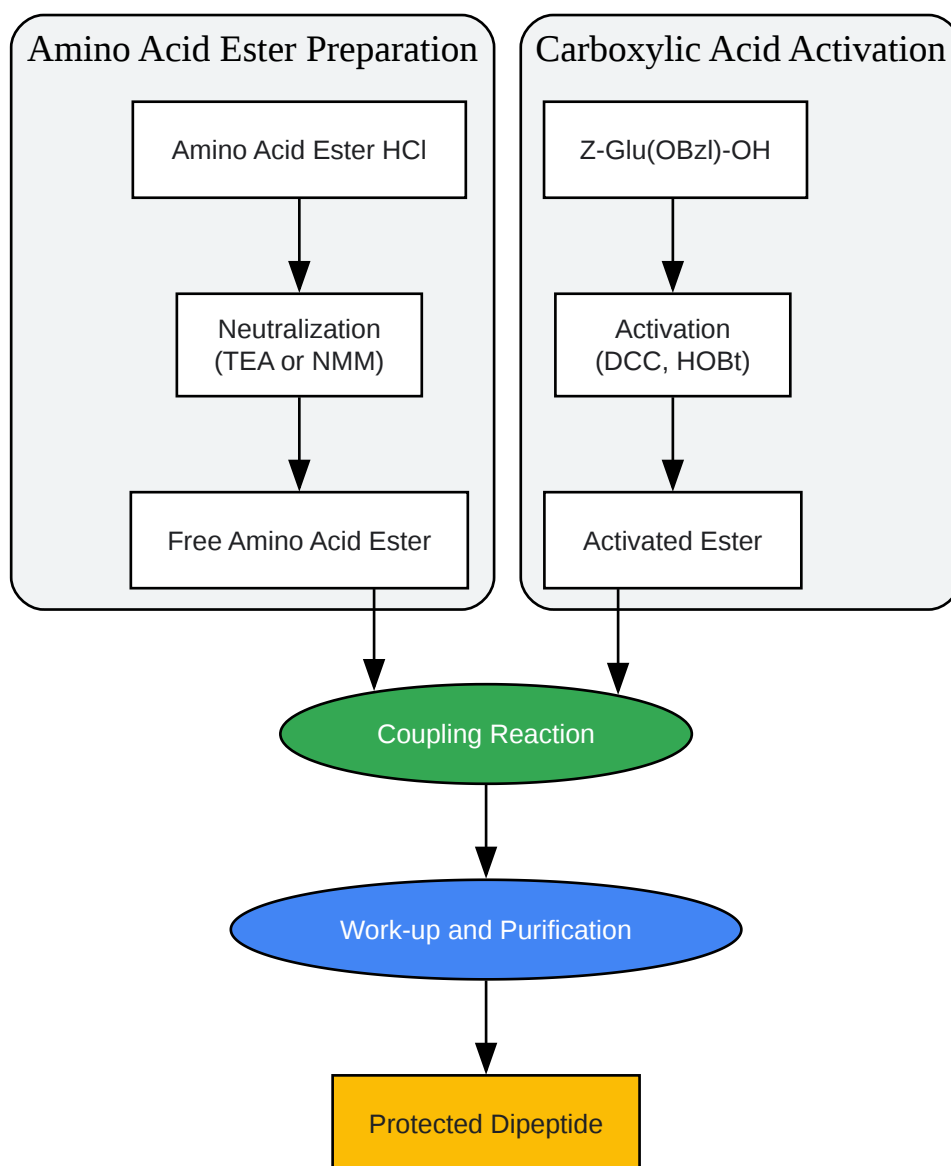 Amino Acid Ester Preparation
Amino Acid Ester HCl
Neutralization
(TEA or NMM)
Free Amino Acid Ester
Carboxylic Acid Activation
Z-Glu(OBzl)-OH
Activation
(DCC, HOBt)
Activated Ester
Coupling Reaction
Work-up and Purification
Protected Dipeptide